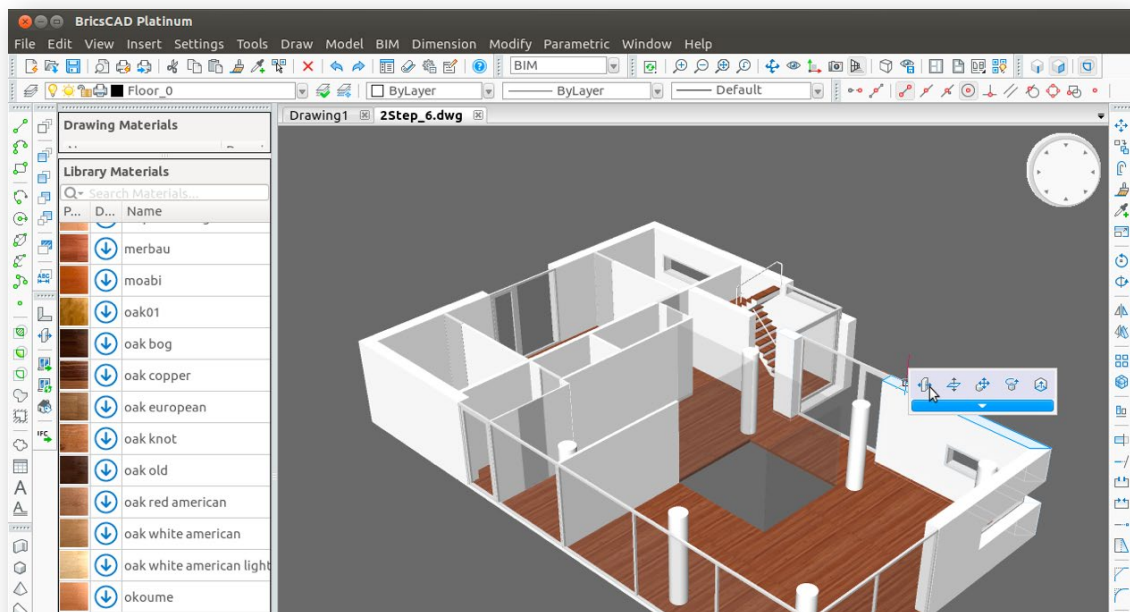 BricsCAD Platinum
File Edit View Insert Settings Tools Draw Model BIM Dimension Modify Parametric Window Help
BIM
Floor_0 ByLayer ByLayer Default
Drawing1 2Step_6.dwg
Drawing Materials
Library Materials
Search Materials...
P... D... Name
merbau
moabi
oak01
oak bog
oak copper
oak european
oak knot
oak old
oak red american
oak white american
oak white american light
okoume
ABC
IFC
A
A